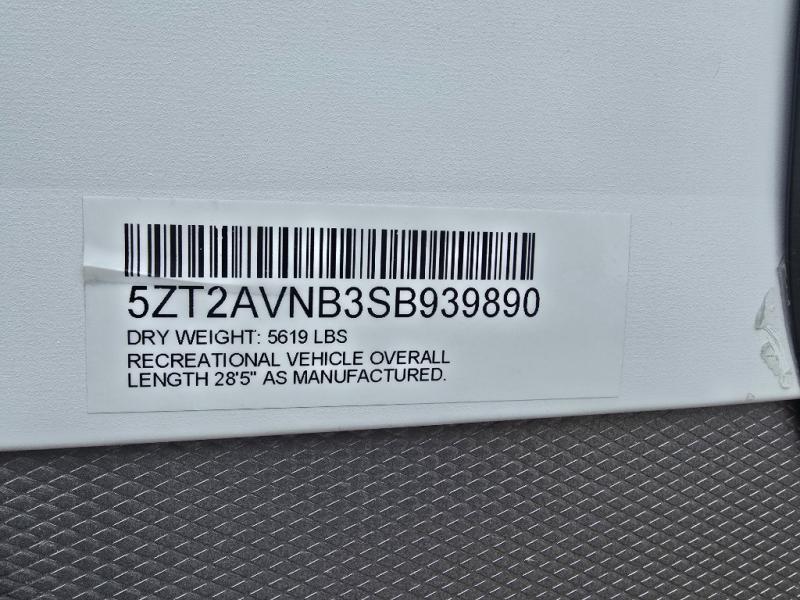 5ZT2AVNB3SB939890
DRY WEIGHT: 5619 LBS
RECREATIONAL VEHICLE OVERALL
LENGTH 28'5" AS MANUFACTURED.